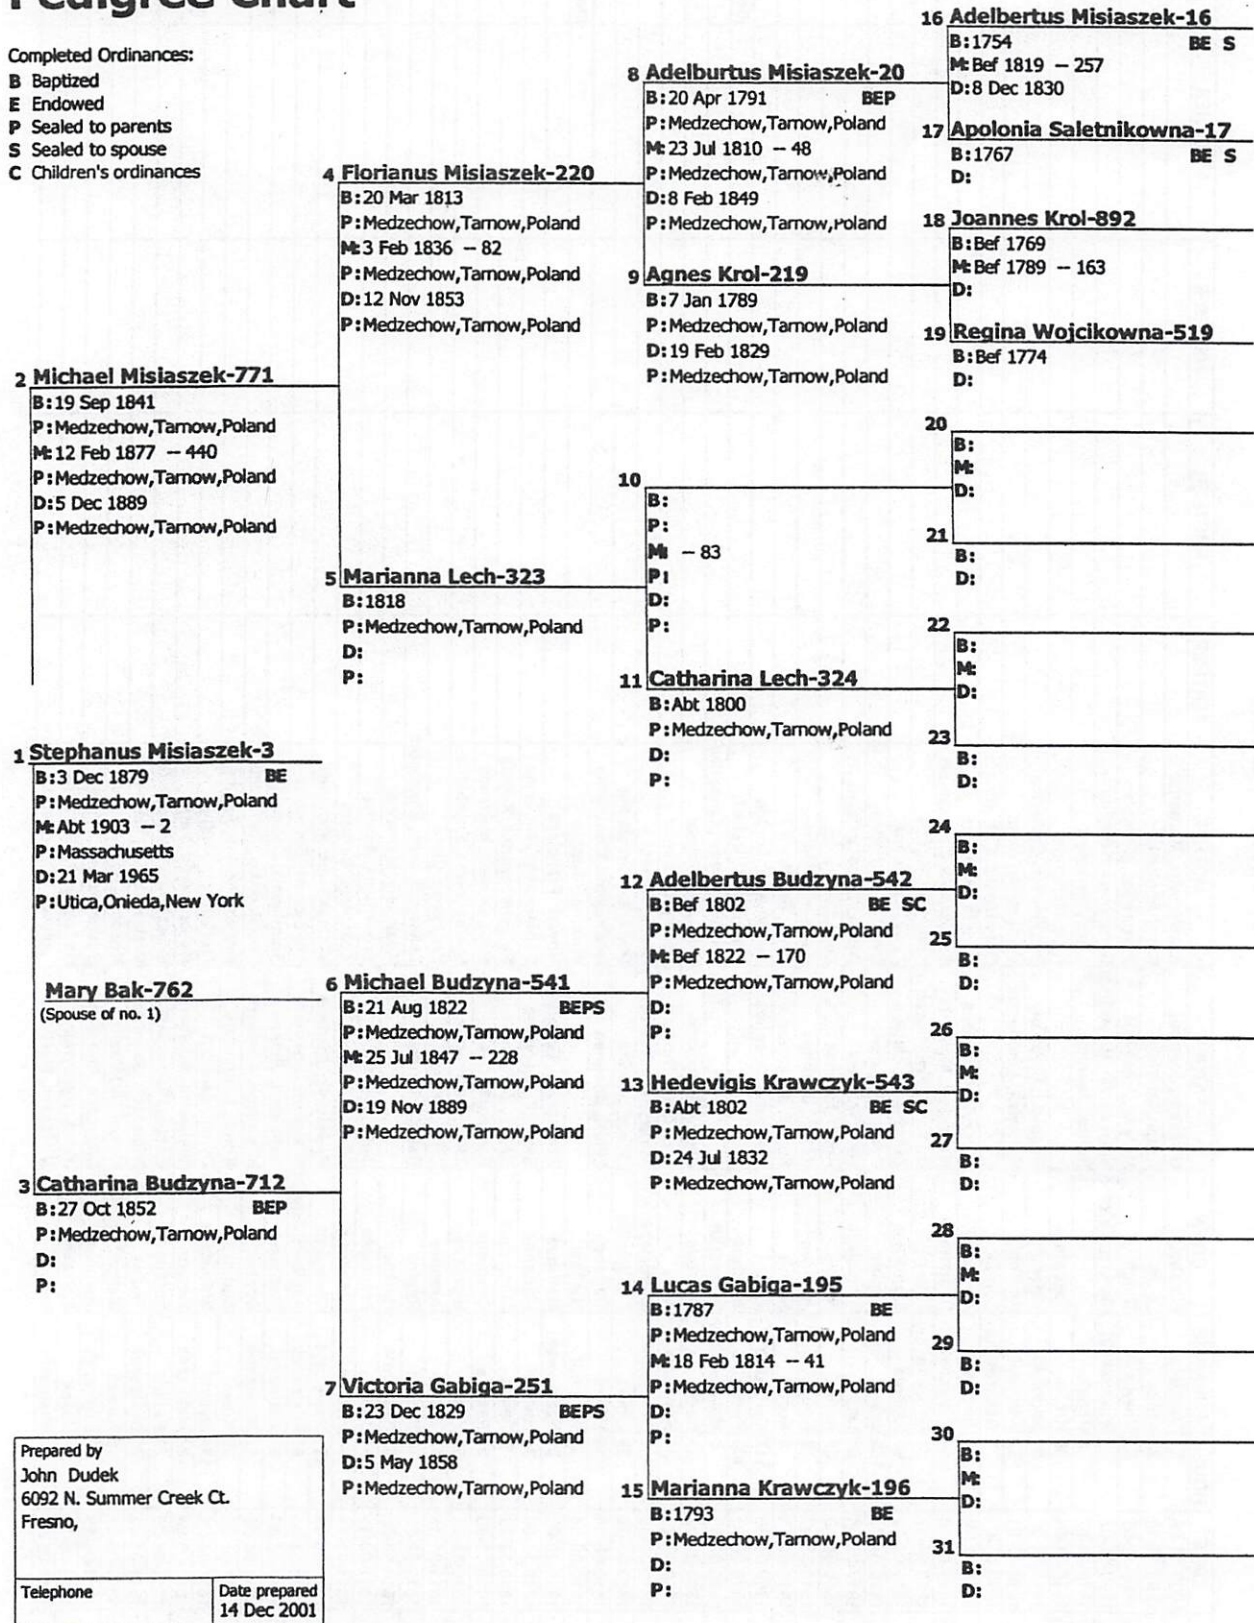 Pedigree Chart
Completed Ordinances:
B Baptized
E Endowed
P Sealed to parents
S Sealed to spouse
C Children's ordinances
2 Michael Misiaszek-771
B:19 Sep 1841
P:Medzechow,Tarnow,Poland
M:12 Feb 1877 -- 440
P:Medzechow,Tarnow,Poland
D:5 Dec 1889
P:Medzechow,Tarnow,Poland
1 Stephanus Misiaszek-3
B:3 Dec 1879 BE
P:Medzechow,Tarnow,Poland
M:Abt 1903 -- 2
P:Massachusetts
D:21 Mar 1965
P:Utica,Onieda,New York
Mary Bak-762
(Spouse of no. 1)
3 Catharina Budzyna-712
B:27 Oct 1852 BEP
P:Medzechow,Tarnow,Poland
D:
P:
Prepared by
John Dudek
6092 N. Summer Creek Ct.
Fresno,
Telephone
Date prepared
14 Dec 2001
4 Florianus Misiaszek-220
B:20 Mar 1813
P:Medzechow,Tarnow,Poland
M:3 Feb 1836 -- 82
P:Medzechow,Tarnow,Poland
D:12 Nov 1853
P:Medzechow,Tarnow,Poland
5 Marianna Lech-323
B:1818
P:Medzechow,Tarnow,Poland
D:
P:
6 Michael Budzyna-541
B:21 Aug 1822 BEPS
P:Medzechow,Tarnow,Poland
M:25 Jul 1847 -- 228
P:Medzechow,Tarnow,Poland
D:19 Nov 1889
P:Medzechow,Tarnow,Poland
7 Victoria Gabiga-251
B:23 Dec 1829 BEPS
P:Medzechow,Tarnow,Poland
D:5 May 1858
P:Medzechow,Tarnow,Poland
8 Adelburtus Misiaszek-20
B:20 Apr 1791 BEP
P:Medzechow,Tarnow,Poland
M:23 Jul 1810 -- 48
P:Medzechow,Tarnow,Poland
D:8 Feb 1849
P:Medzechow,Tarnow,Poland
9 Agnes Krol-219
B:7 Jan 1789
P:Medzechow,Tarnow,Poland
D:19 Feb 1829
P:Medzechow,Tarnow,Poland
10
B:
P:
M: -- 83
P:
D:
P:
11 Catharina Lech-324
B:Abt 1800
P:Medzechow,Tarnow,Poland
D:
P:
12 Adelbertus Budzyna-542
B:Bef 1802 BE SC
P:Medzechow,Tarnow,Poland
M:Bef 1822 -- 170
P:Medzechow,Tarnow,Poland
D:
P:
13 Hedevigis Krawczyk-543
B:Abt 1802 BE SC
P:Medzechow,Tarnow,Poland
D:24 Jul 1832
P:Medzechow,Tarnow,Poland
14 Lucas Gabiga-195
B:1787 BE
P:Medzechow,Tarnow,Poland
M:18 Feb 1814 -- 41
P:Medzechow,Tarnow,Poland
D:
P:
15 Marianna Krawczyk-196
B:1793 BE
P:Medzechow,Tarnow,Poland
D:
P:
16 Adelbertus Misiaszek-16
B:1754 BE S
M:Bef 1819 -- 257
D:8 Dec 1830
17 Apolonia Saletnikowna-17
B:1767 BE S
D:
18 Joannes Krol-892
B:Bef 1769
M:Bef 1789 -- 163
D:
19 Regina Wojcikowna-519
B:Bef 1774
D:
20
B:
M:
D:
21
B:
D:
22
B:
M:
D:
23
B:
D:
24
B:
M:
D:
25
B:
D:
26
B:
M:
D:
27
B:
D:
28
B:
M:
D:
29
B:
D:
30
B:
M:
D:
31
B:
D: